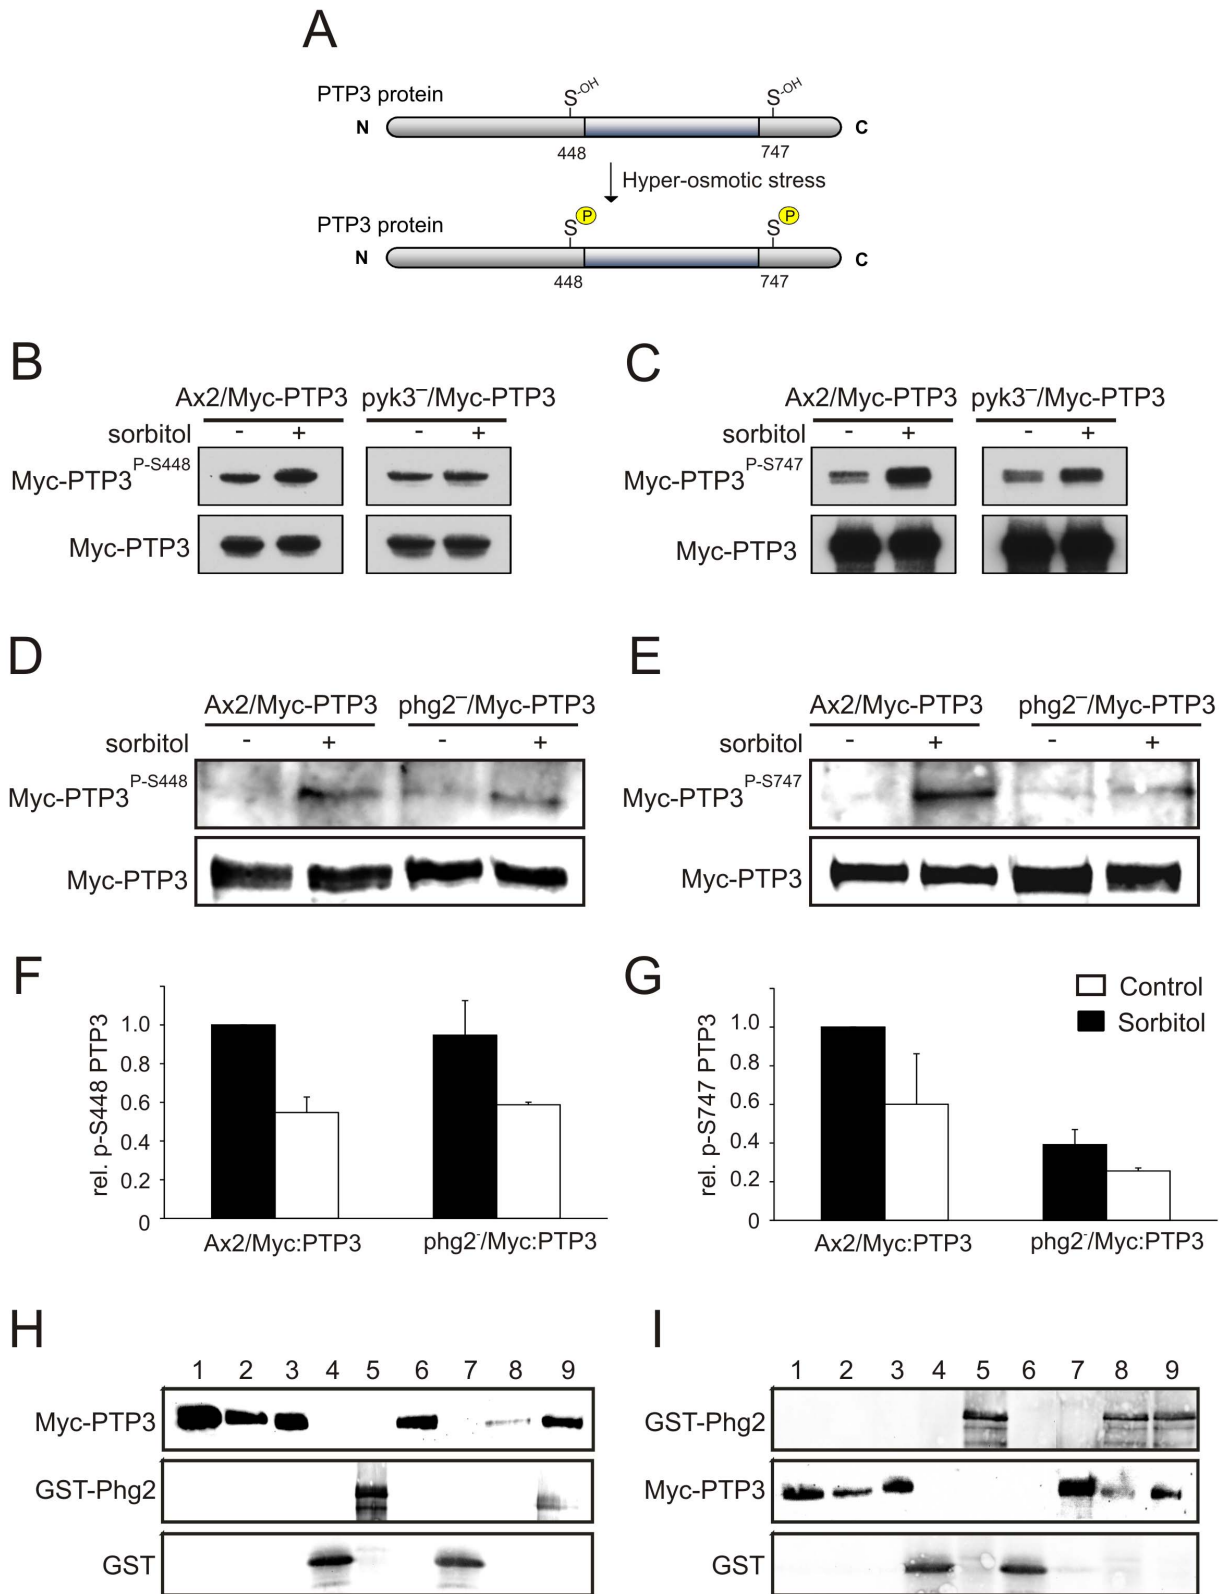 A
PTP3 protein
S-OH
S-OH
N
C
448
747
Hyper-osmotic stress
PTP3 protein
S P
S P
N
C
448
747
B
Ax2/Myc-PTP3 pyk3–/Myc-PTP3
sorbitol - + - +
Myc-PTP3 P-S448
Myc-PTP3
C
Ax2/Myc-PTP3 pyk3–/Myc-PTP3
sorbitol - + - +
Myc-PTP3 P-S747
Myc-PTP3
D
Ax2/Myc-PTP3 phg2–/Myc-PTP3
sorbitol - + - +
Myc-PTP3 P-S448
Myc-PTP3
E
Ax2/Myc-PTP3 phg2–/Myc-PTP3
sorbitol - + - +
Myc-PTP3 P-S747
Myc-PTP3
F
rel. p-S448 PTP3
1.0
0.8
0.6
0.4
0.2
0
Ax2/Myc:PTP3 phg2-/Myc:PTP3
G
Control
Sorbitol
rel. p-S747 PTP3
1.0
0.8
0.6
0.4
0.2
0
Ax2/Myc:PTP3 phg2-/Myc:PTP3
H
1 2 3 4 5 6 7 8 9
Myc-PTP3
GST-Phg2
GST
I
1 2 3 4 5 6 7 8 9
GST-Phg2
Myc-PTP3
GST